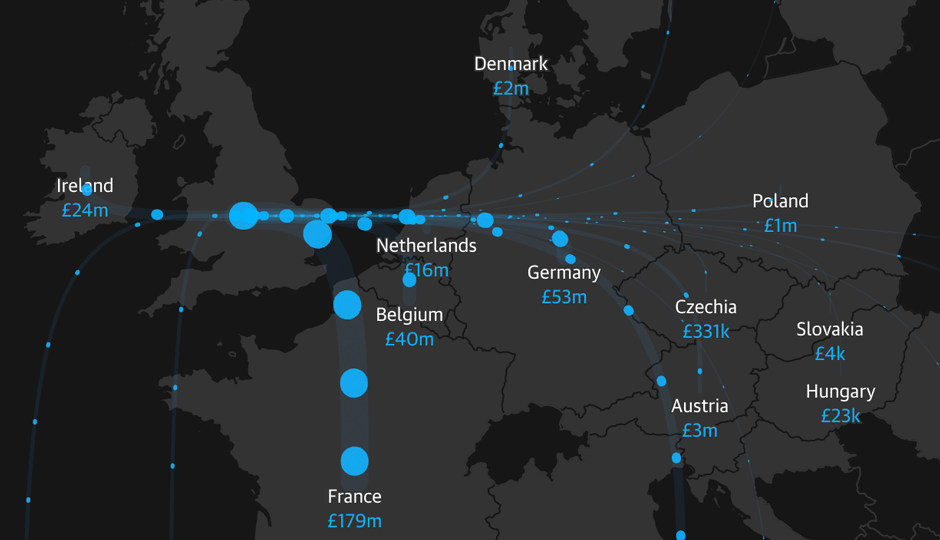 Denmark
£2m
Ireland
£24m
Poland
£1m
Netherlands
£16m
Germany
£53m
Belgium
£40m
Czechia
£331k
Slovakia
£4k
Hungary
£23k
Austria
£3m
France
£179m